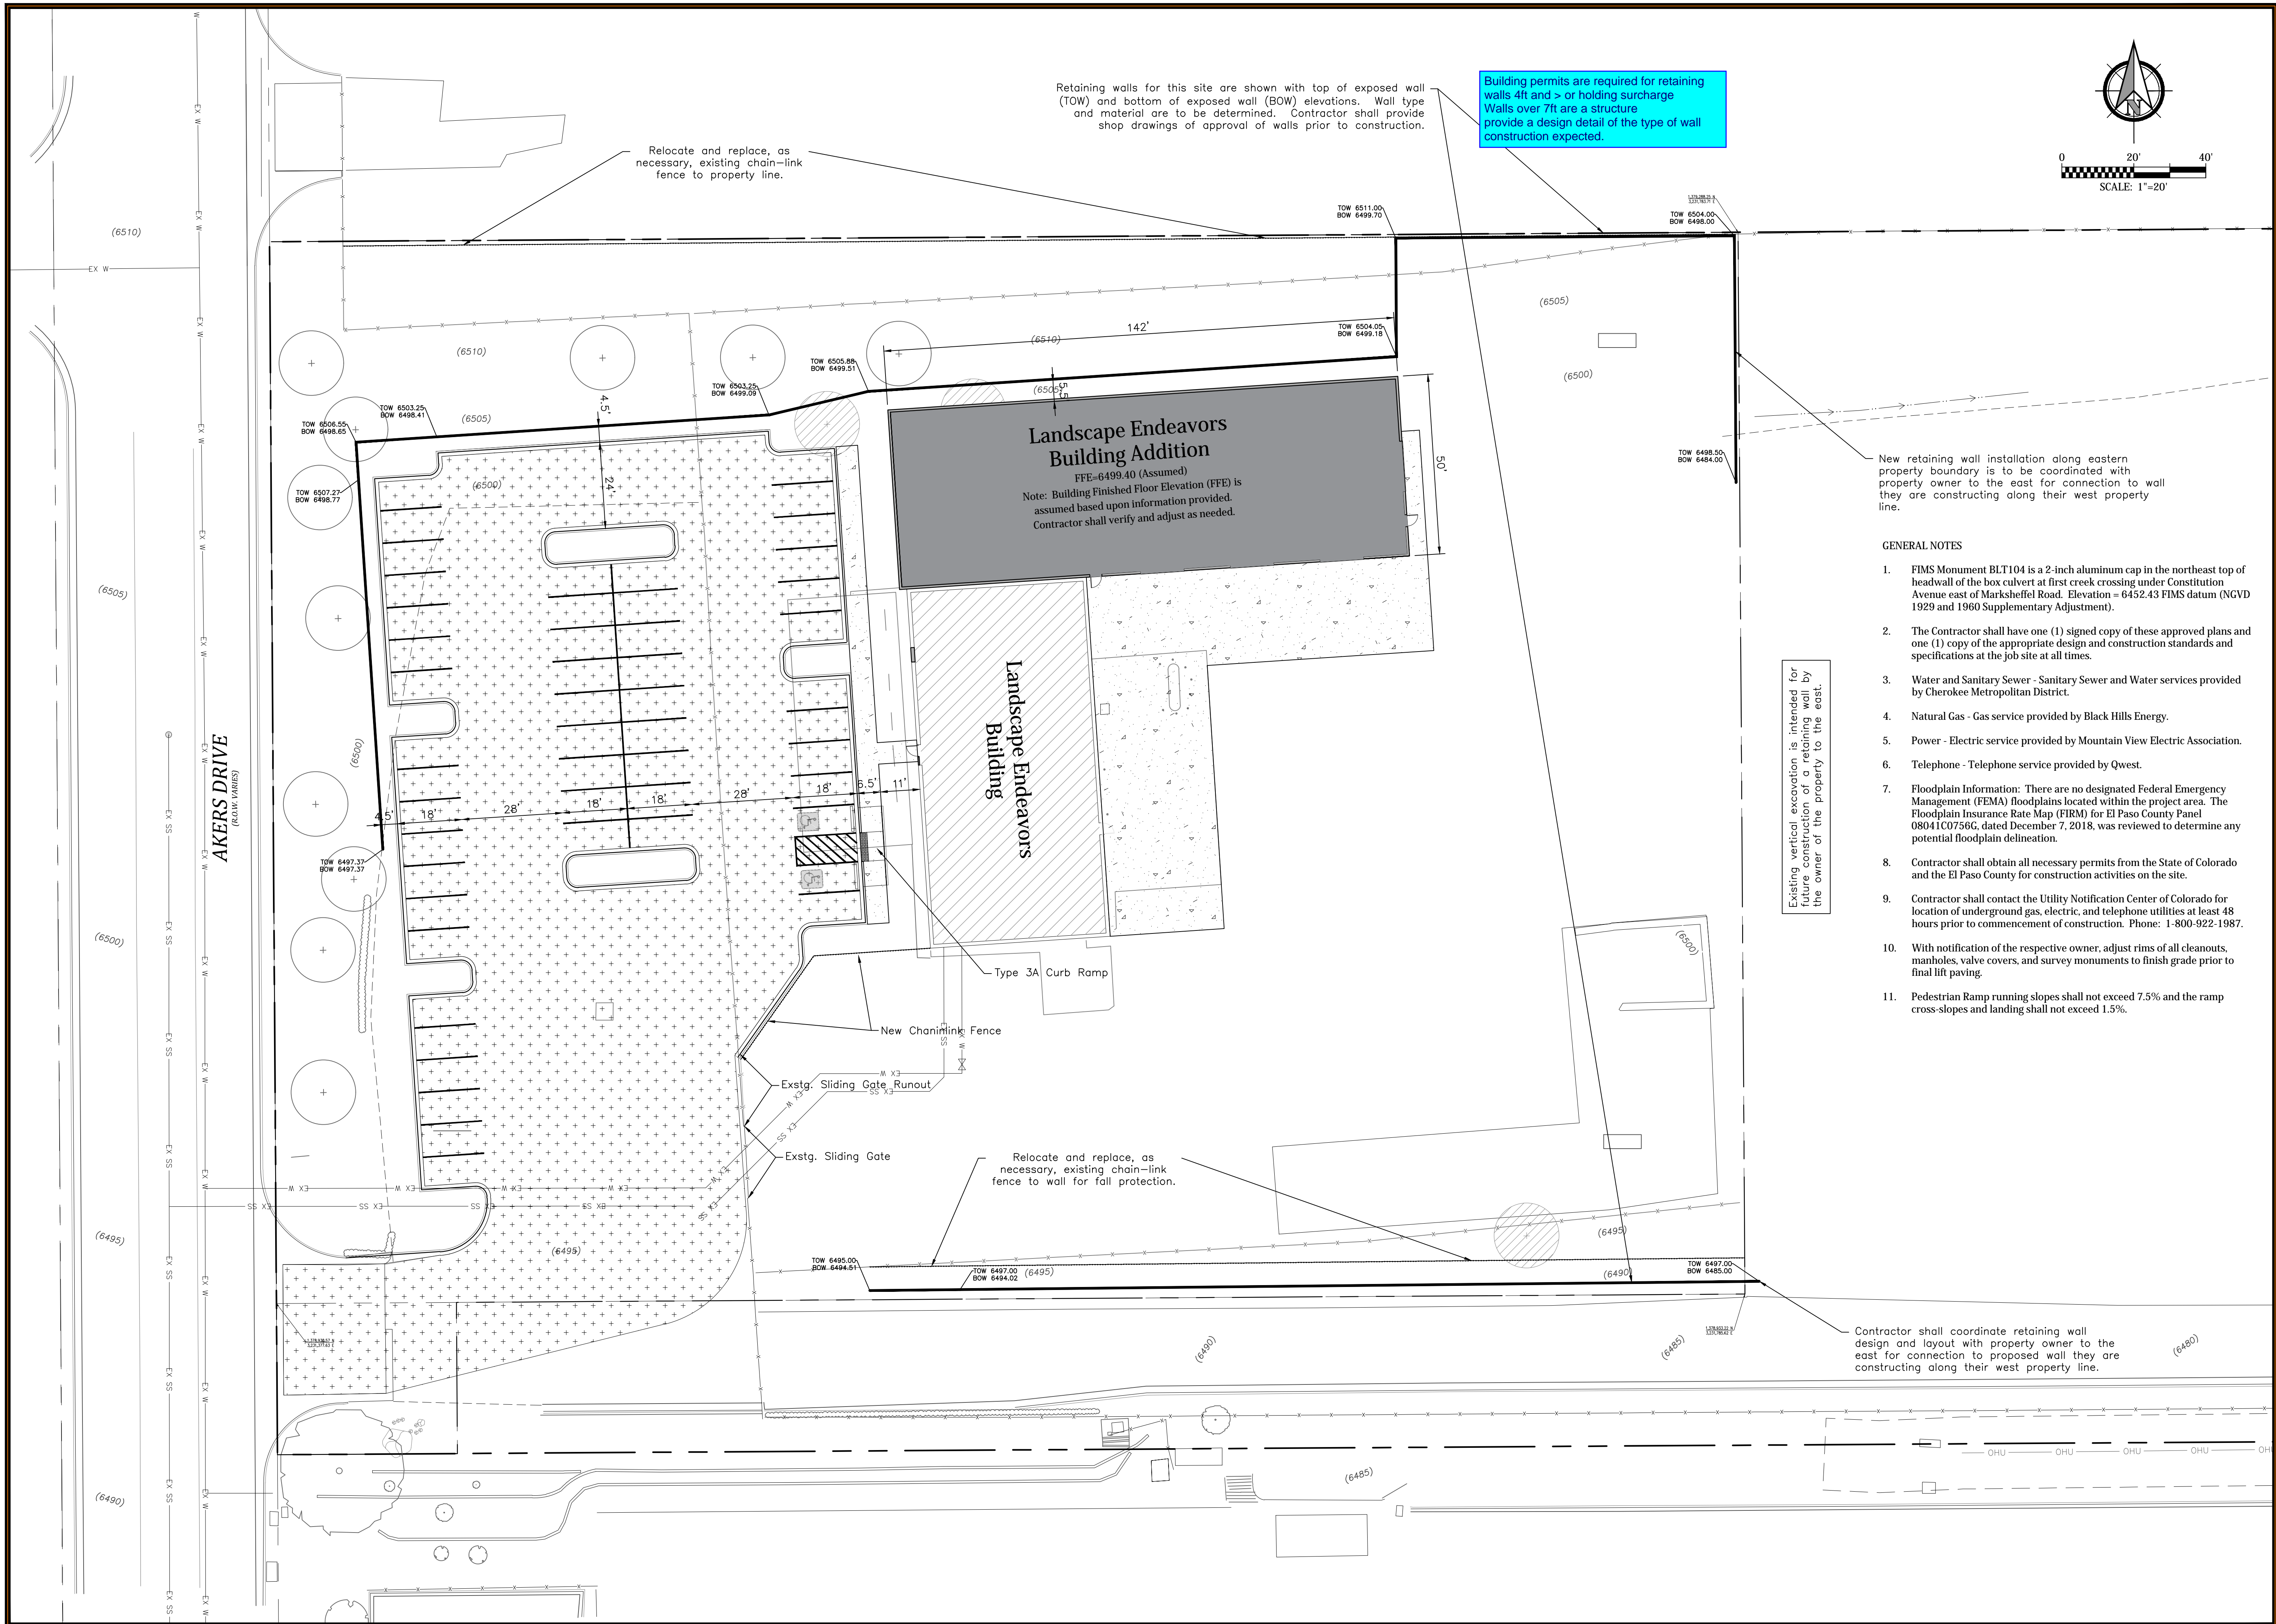 Retaining walls for this site are shown with top of exposed wall
(TOW) and bottom of exposed wall (BOW) elevations. Wall type
and material are to be determined. Contractor shall provide
shop drawings of approval of walls prior to construction.
Building permits are required for retaining
walls 4ft and > or holding surcharge
Walls over 7ft are a structure
provide a design detail of the type of wall
construction expected.
N
0 20' 40'
SCALE: 1"=20'
Relocate and replace, as
necessary, existing chain-link
fence to property line.
TOW 6511.00
BOW 6499.70
TOW 6504.00
BOW 6498.00
(6510)
EX W
(6505)
(6510)
(6510)
142'
TOW 6504.05
BOW 6499.18
TOW 6505.88
BOW 6499.51
TOW 6503.25
BOW 6499.09
(6500)
(6505)
5.5'
4.5'
TOW 6503.25
BOW 6498.41
(6505)
TOW 6506.55
BOW 6498.65
Landscape Endeavors
Building Addition
FFE=6499.40 (Assumed)
Note: Building Finished Floor Elevation (FFE) is
assumed based upon information provided.
Contractor shall verify and adjust as needed.
50'
TOW 6498.50
BOW 6484.00
New retaining wall installation along eastern
property boundary is to be coordinated with
property owner to the east for connection to wall
they are constructing along their west property
line.
TOW 6507.27
BOW 6498.77
(6500)
24'
(6505)
GENERAL NOTES
1. FIMS Monument BLT104 is a 2-inch aluminum cap in the northeast top of
headwall of the box culvert at first creek crossing under Constitution
Avenue east of Marksheffel Road. Elevation = 6452.43 FIMS datum (NGVD
1929 and 1960 Supplementary Adjustment).
2. The Contractor shall have one (1) signed copy of these approved plans and
one (1) copy of the appropriate design and construction standards and
specifications at the job site at all times.
3. Water and Sanitary Sewer - Sanitary Sewer and Water services provided
by Cherokee Metropolitan District.
4. Natural Gas - Gas service provided by Black Hills Energy.
5. Power - Electric service provided by Mountain View Electric Association.
6. Telephone - Telephone service provided by Qwest.
7. Floodplain Information: There are no designated Federal Emergency
Management (FEMA) floodplains located within the project area. The
Floodplain Insurance Rate Map (FIRM) for El Paso County Panel
08041C0756G, dated December 7, 2018, was reviewed to determine any
potential floodplain delineation.
8. Contractor shall obtain all necessary permits from the State of Colorado
and the El Paso County for construction activities on the site.
9. Contractor shall contact the Utility Notification Center of Colorado for
location of underground gas, electric, and telephone utilities at least 48
hours prior to commencement of construction. Phone: 1-800-922-1987.
10. With notification of the respective owner, adjust rims of all cleanouts,
manholes, valve covers, and survey monuments to finish grade prior to
final lift paving.
11. Pedestrian Ramp running slopes shall not exceed 7.5% and the ramp
cross-slopes and landing shall not exceed 1.5%.
Existing vertical excavation is intended for
future construction of a retaining wall by
the owner of the property to the east.
AKERS DRIVE
(R.O.W. VARIES)
(6500)
Landscape Endeavors
Building
4.5' 18' 28' 18' 18' 28' 18' 6.5' 11'
TOW 6497.37
BOW 6497.37
(6500)
(6500)
Type 3A Curb Ramp
New Chaninlink Fence
Exstg. Sliding Gate Runout
EX W
EX SS
Exstg. Sliding Gate
Relocate and replace, as
necessary, existing chain-link
fence to wall for fall protection.
EX W EX W EX W EX W
EX SS EX SS EX SS EX SS
(6495)
(6495)
(6495)
TOW 6495.00
BOW 6494.51
TOW 6497.00
BOW 6494.02
(6495)
(6490)
TOW 6497.00
BOW 6485.00
Contractor shall coordinate retaining wall
design and layout with property owner to the
east for connection to proposed wall they are
constructing along their west property line.
(6490)
(6485)
(6480)
(6485)
(6490)
OHU OHU OHU OHU